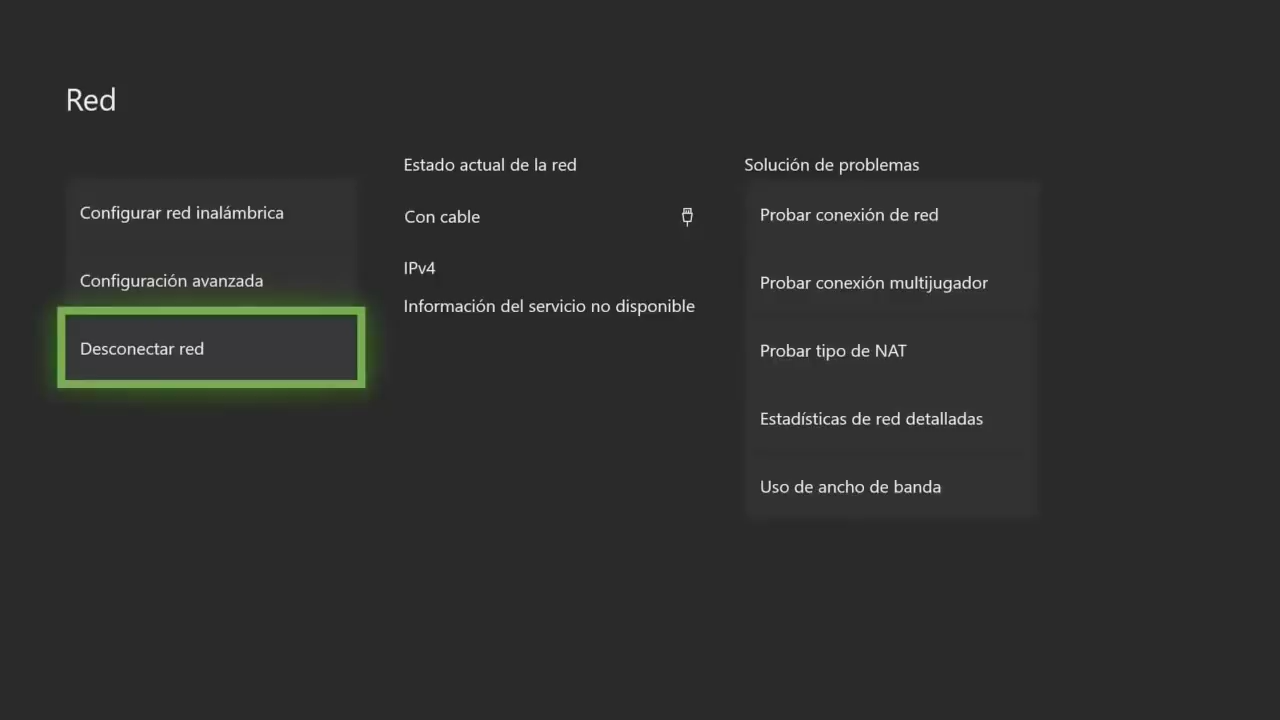 Red
Configurar red inalámbrica
Configuración avanzada
Desconectar red
Estado actual de la red
Con cable
IPv4
Información del servicio no disponible
Solución de problemas
Probar conexión de red
Probar conexión multijugador
Probar tipo de NAT
Estadísticas de red detalladas
Uso de ancho de banda